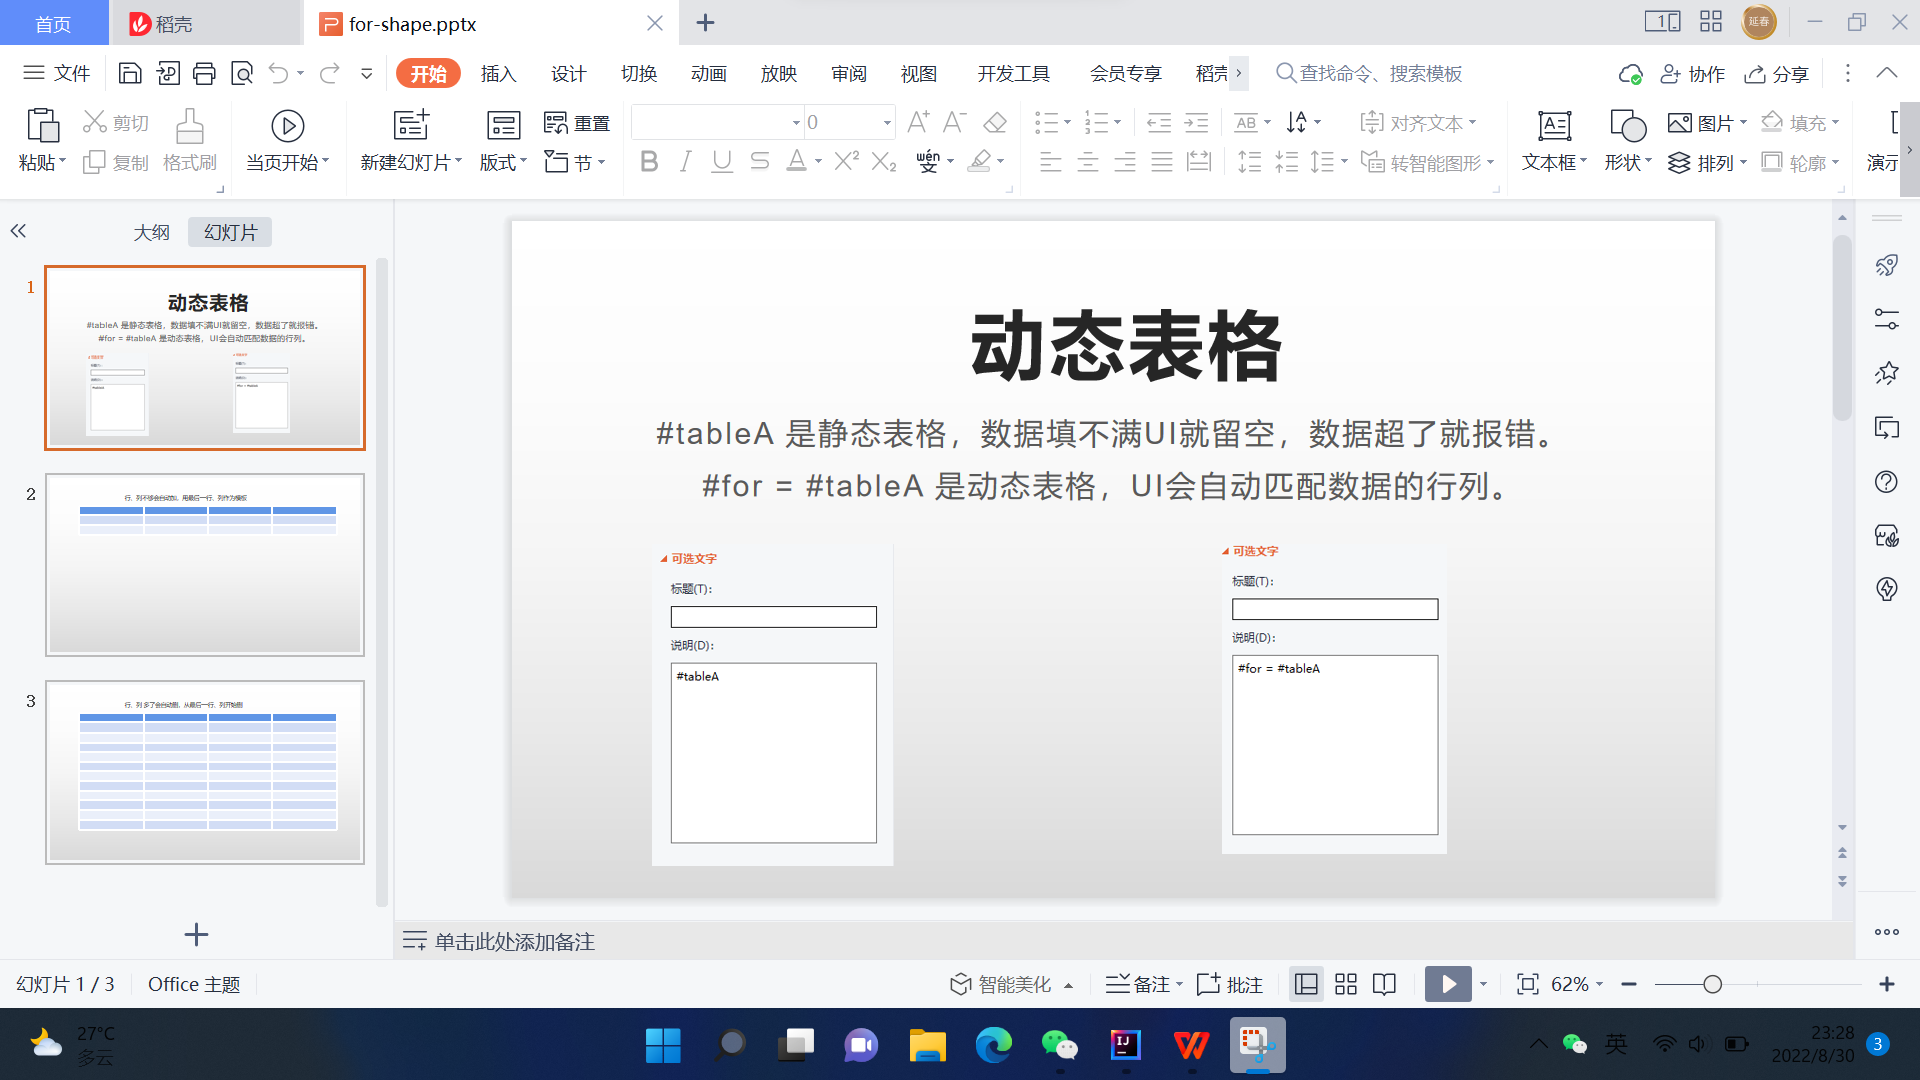 首页
稻壳
for-shape.pptx
延春
文件
开始
插入
设计
切换
动画
放映
审阅
视图
开发工具
会员专享
稻壳
查找命令、搜索模板
协作
分享
粘贴
剪切
复制
格式刷
当页开始
新建幻灯片
版式
重置
节
0
对齐文本
转智能图形
文本框
形状
图片
排列
填充
轮廓
演示
大纲
幻灯片
1
动态表格
#tableA 是静态表格，数据填不满UI就留空，数据超了就报错。
#for = #tableA 是动态表格，UI会自动匹配数据的行列。
2
行、列不够会自动加，用最后一行、列作为模板
3
行、列 多了会自动删，从最后一行、列开始删
动态表格
#tableA 是静态表格，数据填不满UI就留空，数据超了就报错。
#for = #tableA 是动态表格，UI会自动匹配数据的行列。
可选文字
标题(T):
说明(D):
#tableA
可选文字
标题(T):
说明(D):
#for = #tableA
单击此处添加备注
幻灯片 1 / 3
Office 主题
智能美化
备注
批注
62%
27°C
多云
英
23:28
2022/8/30
3